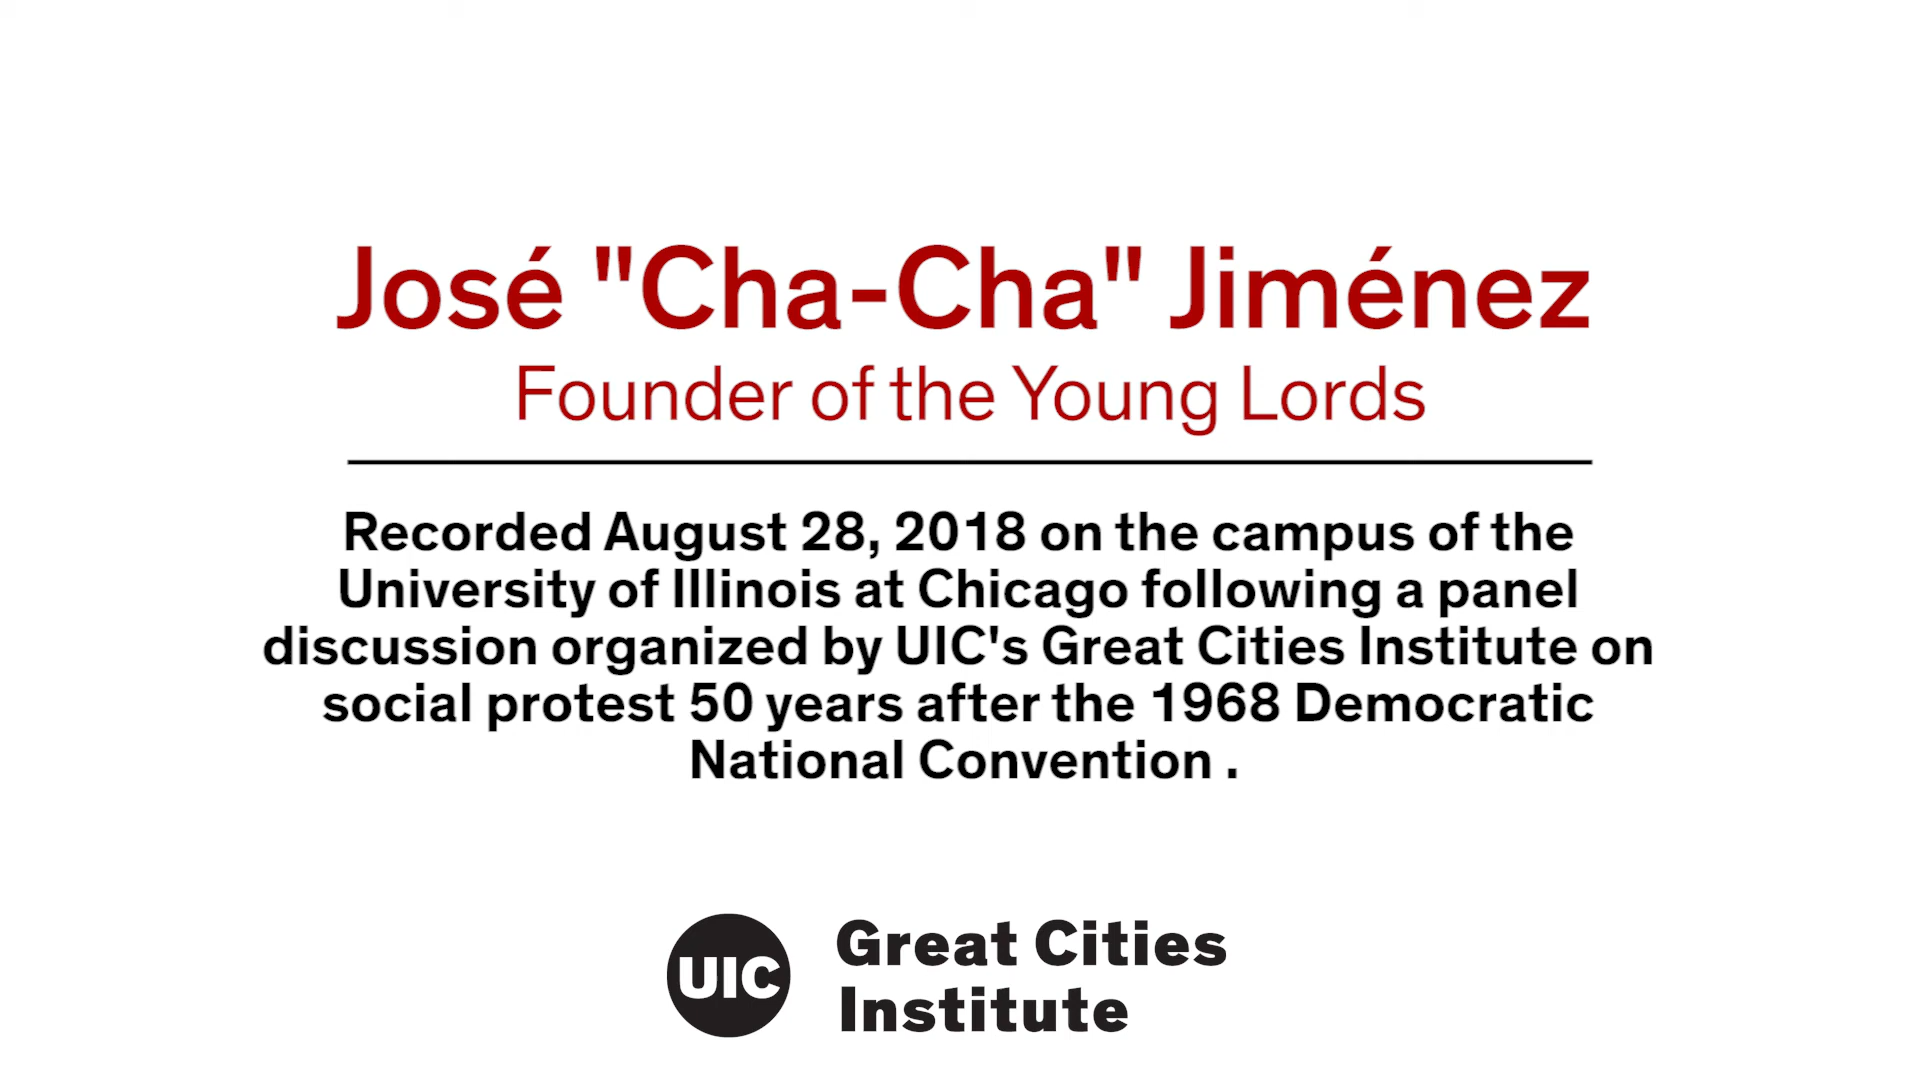 José "Cha-Cha" Jiménez
Founder of the Young Lords
Recorded August 28, 2018 on the campus of the
University of Illinois at Chicago following a panel
discussion organized by UIC's Great Cities Institute on
social protest 50 years after the 1968 Democratic
National Convention .
UIC
Great Cities
Institute